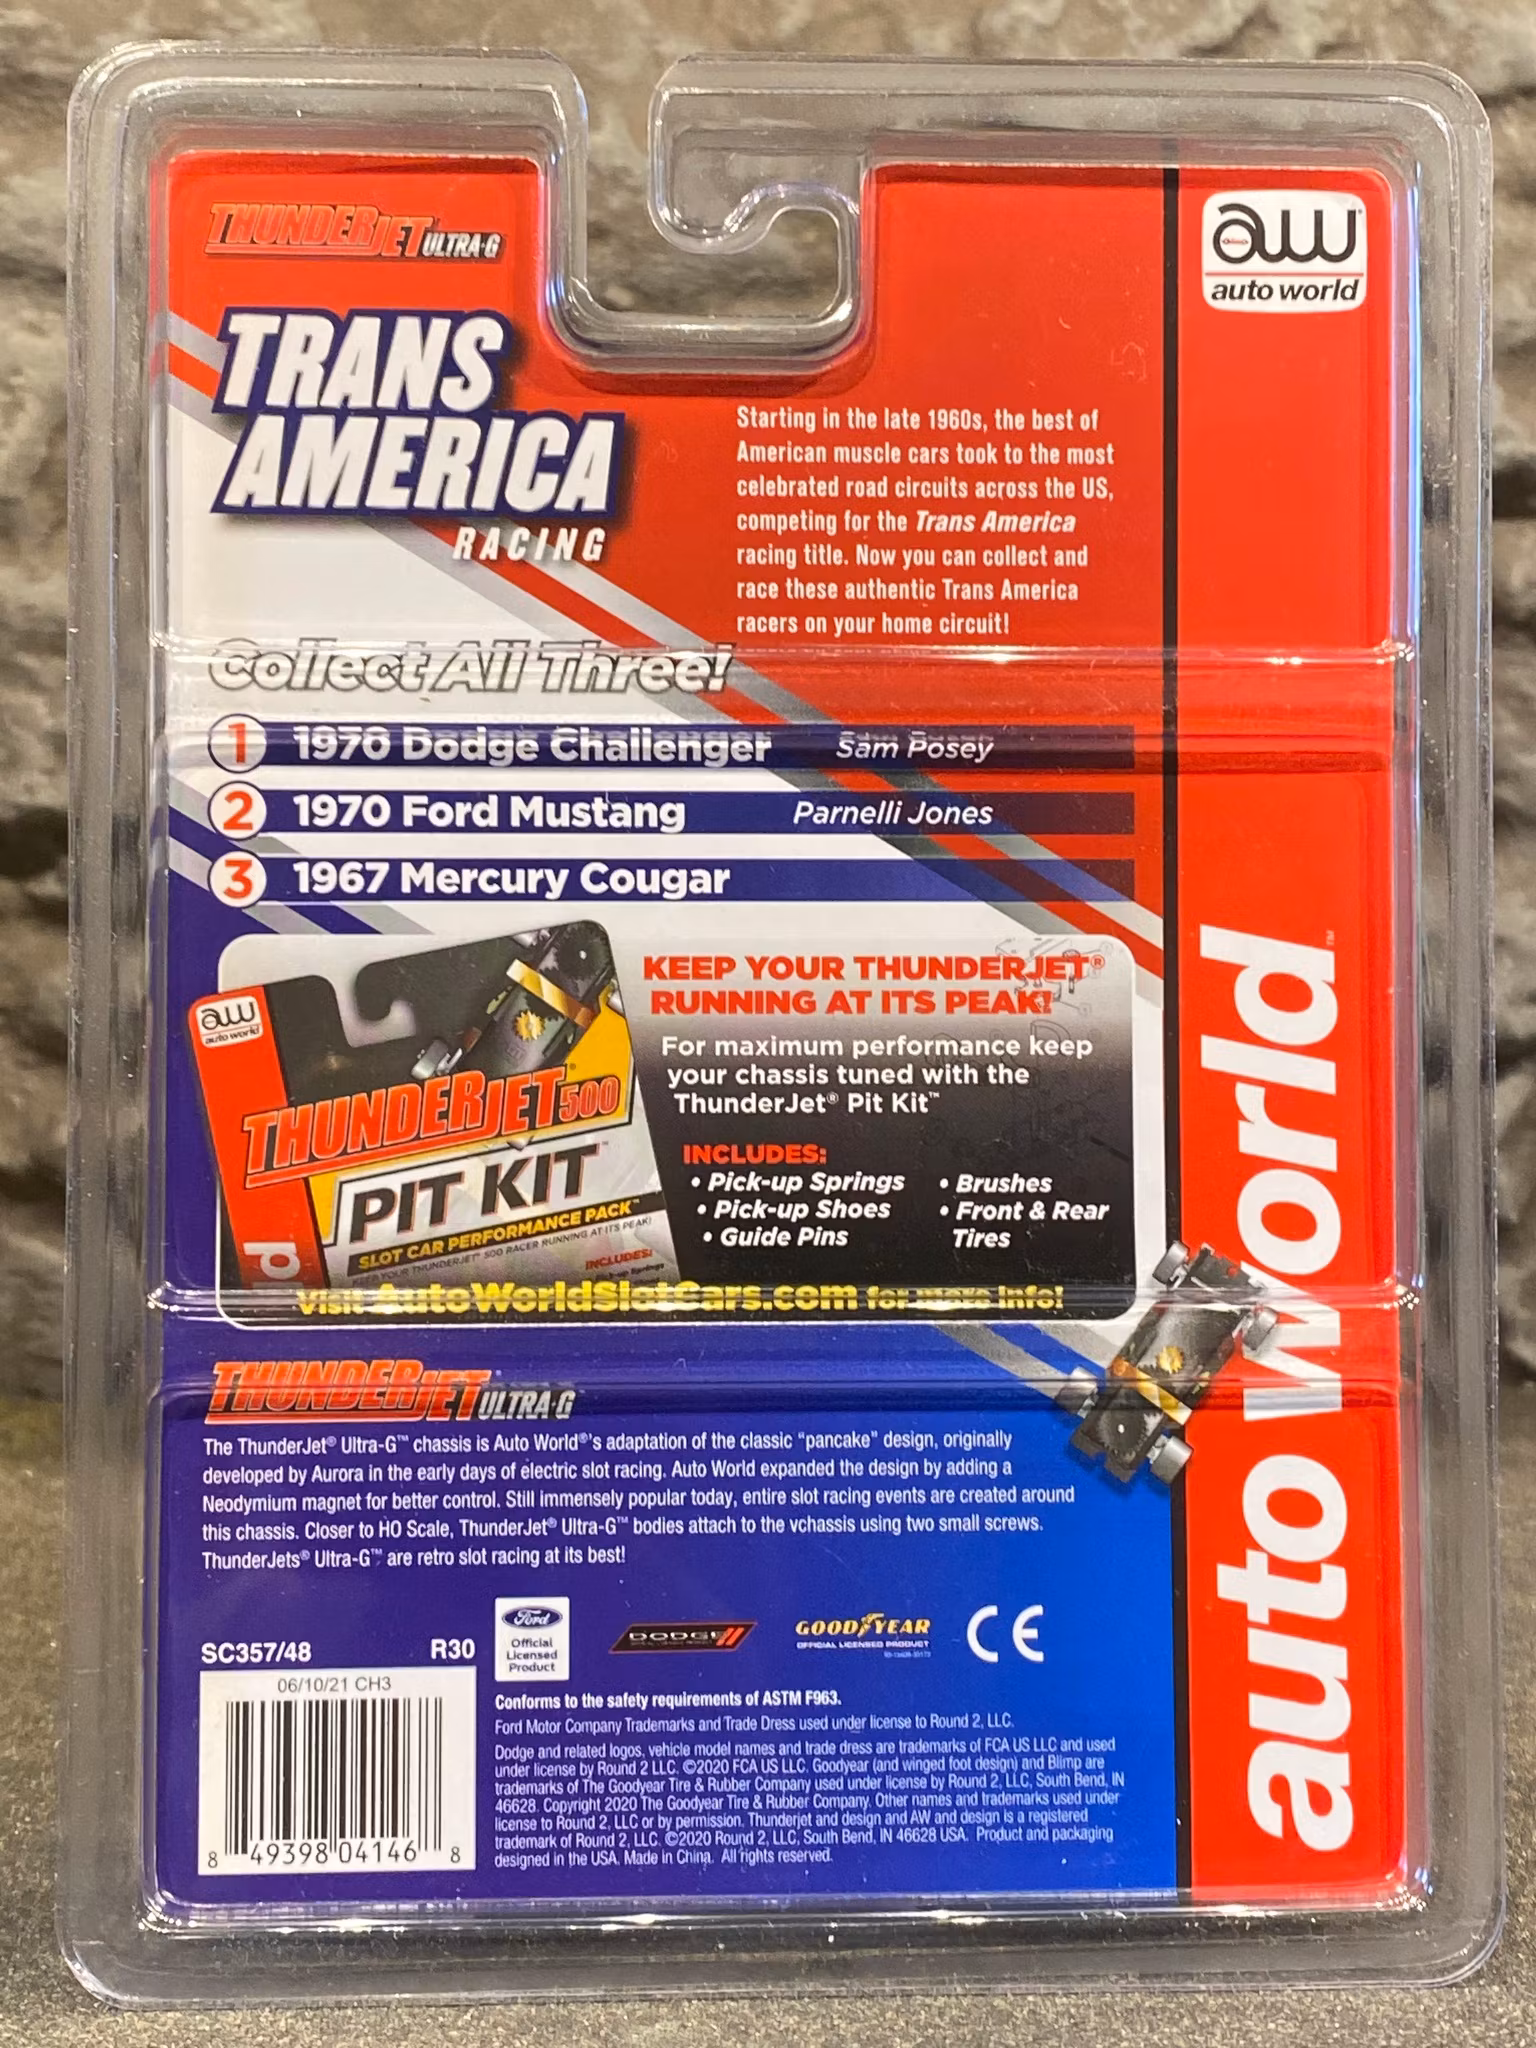 THUNDERJET ULTRA-G
aw
auto world
TRANS
AMERICA
RACING
Starting in the late 1960s, the best of
American muscle cars took to the most
celebrated road circuits across the US,
competing for the Trans America
racing title. Now you can collect and
race these authentic Trans America
racers on your home circuit!
Collect All Three!
1 1970 Dodge Challenger Sam Posey
2 1970 Ford Mustang Parnelli Jones
3 1967 Mercury Cougar
aw
auto world
THUNDERJET® 500
PIT KIT™
SLOT CAR PERFORMANCE PACK™
KEEP YOUR THUNDERJET® 500 RACER RUNNING AT ITS PEAK!
INCLUDES:
KEEP YOUR THUNDERJET®
RUNNING AT ITS PEAK!
For maximum performance keep
your chassis tuned with the
ThunderJet® Pit Kit™
INCLUDES:
• Pick-up Springs
• Pick-up Shoes
• Guide Pins
• Brushes
• Front & Rear
Tires
Visit AutoWorldSlotCars.com for more info!
auto world™
THUNDERJET ULTRA-G
The ThunderJet® Ultra-G™ chassis is Auto World®'s adaptation of the classic "pancake" design, originally
developed by Aurora in the early days of electric slot racing. Auto World expanded the design by adding a
Neodymium magnet for better control. Still immensely popular today, entire slot racing events are created around
this chassis. Closer to HO Scale, ThunderJet® Ultra-G™ bodies attach to the vchassis using two small screws.
ThunderJets® Ultra-G™ are retro slot racing at its best!
SC357/48 R30
06/10/21 CH3
8 49398 04146 8
Ford
Official
Licensed
Product
DODGE
GOODYEAR
OFFICIAL LICENSED PRODUCT
CE
Conforms to the safety requirements of ASTM F963.
Ford Motor Company Trademarks and Trade Dress used under license to Round 2, LLC.
Dodge and related logos, vehicle model names and trade dress are trademarks of FCA US LLC and used
under license by Round 2 LLC. ©2020 FCA US LLC. Goodyear (and winged foot design) and Blimp are
trademarks of The Goodyear Tire & Rubber Company used under license by Round 2, LLC, South Bend, IN
46628. Copyright 2020 The Goodyear Tire & Rubber Company. Other names and trademarks used under
license to Round 2, LLC or by permission. Thunderjet and design and AW and design is a registered
trademark of Round 2, LLC. ©2020 Round 2, LLC, South Bend, IN 46628 USA. Product and packaging
designed in the USA. Made in China. All rights reserved.